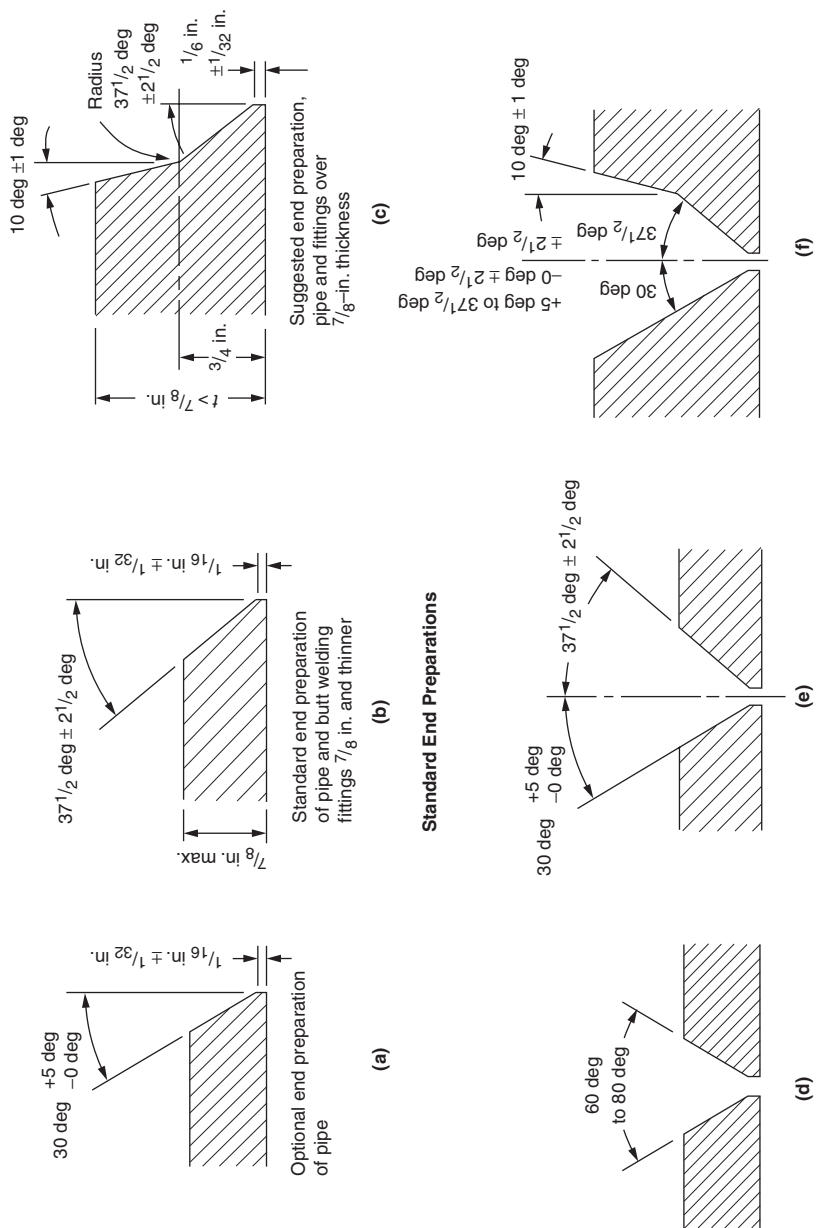 30 deg +5 deg
−0 deg
1/16 in. ± 1/32 in.
Optional end preparation
of pipe
(a)
37 1/2 deg ± 2 1/2 deg
1/16 in. ± 1/32 in.
7/8 in. max.
Standard end preparation
of pipe and butt welding
fittings 7/8 in. and thinner
(b)
10 deg ±1 deg
Radius
37 1/2 deg
±2 1/2 deg
1/6 in.
±1/32 in.
t > 7/8 in.
3/4 in.
Suggested end preparation,
pipe and fittings over
7/8–in. thickness
(c)
Standard End Preparations
60 deg
to 80 deg
(d)
30 deg +5 deg
−0 deg
37 1/2 deg ± 2 1/2 deg
(e)
+5 deg to 37 1/2 deg
−0 deg ± 2 1/2 deg
30 deg
± 2 1/2 deg
37 1/2 deg
10 deg ± 1 deg
(f)